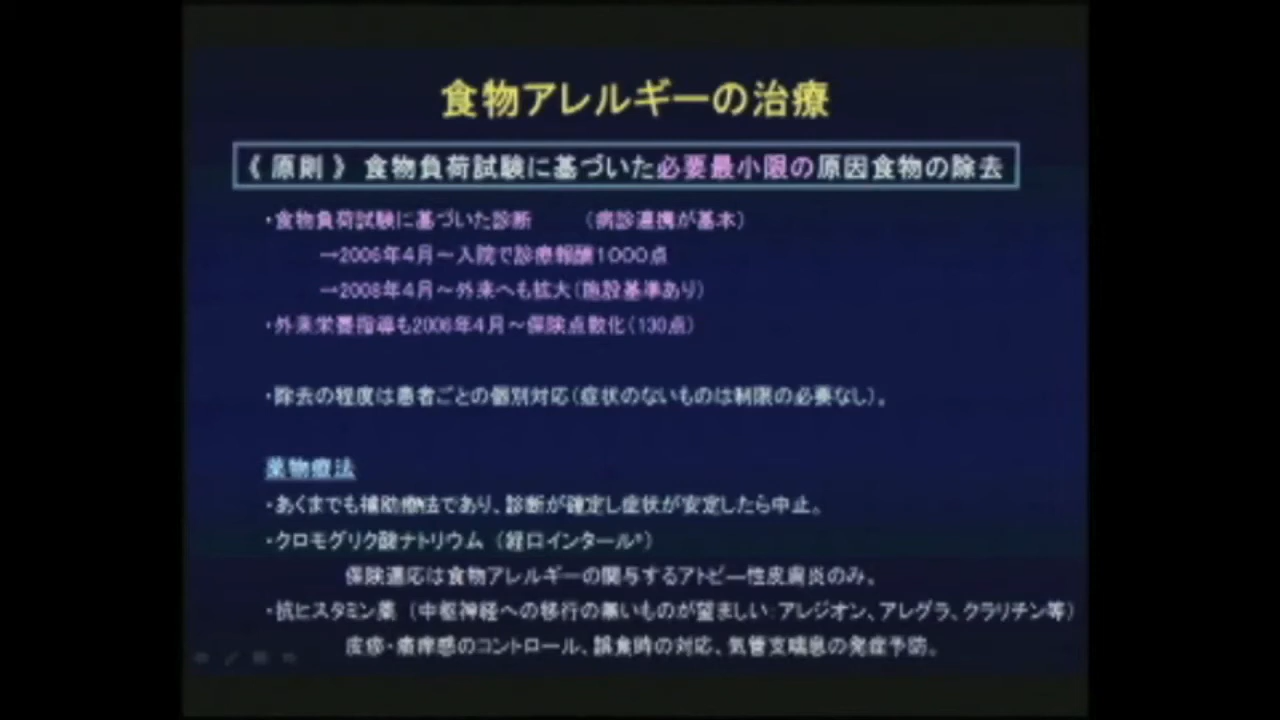 食物アレルギーの治療
《 原則 》 食物負荷試験に基づいた必要最小限の原因食物の除去
・食物負荷試験に基づいた診断 (病診連携が基本)
→2006年4月～入院で診療報酬1000点
→2008年4月～外来へも拡大(施設基準あり)
・外来栄養指導も2006年4月～保険点数化(130点)
・除去の程度は患者ごとの個別対応(症状のないものは制限の必要なし)。
薬物療法
・あくまでも補助療法であり、診断が確定し症状が安定したら中止。
・クロモグリク酸ナトリウム (経口インタール®)
保険適応は食物アレルギーの関与するアトピー性皮膚炎のみ。
・抗ヒスタミン薬 (中枢神経への移行の無いものが望ましい:アレジオン、アレグラ、クラリチン等)
皮疹・瘙痒感のコントロール、誤食時の対応、気管支喘息の発症予防。